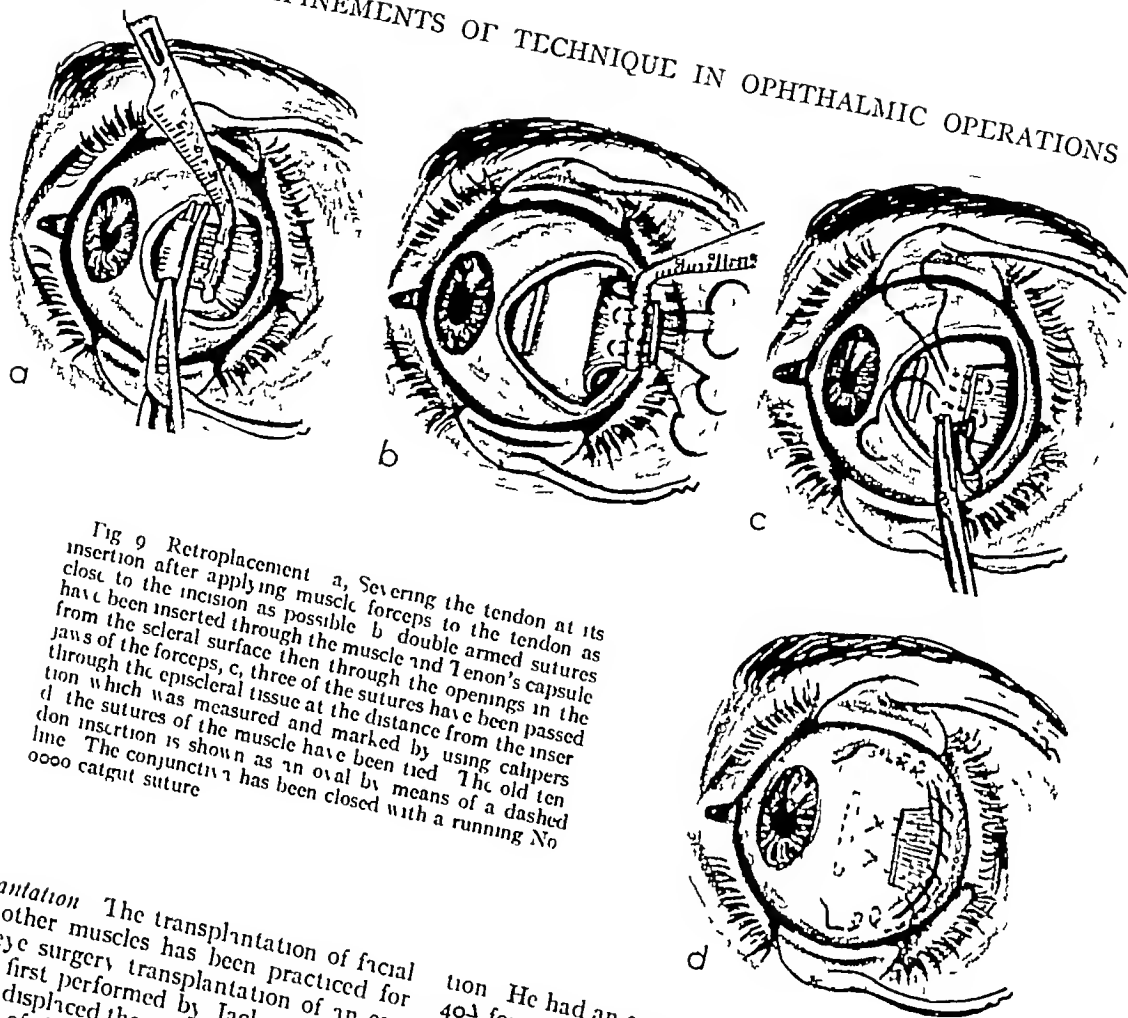 OF TECHNIQUE IN OPHTHALMIC OPERATIONS
a
b
c
Fig 9 Retroplacement a, Severing the tendon at its
insertion after applying muscle forceps to the tendon as
close to the incision as possible b double armed sutures
have been inserted through the muscle and Tenon's capsule
from the scleral surface then through the openings in the
jaws of the forceps, c, three of the sutures have been passed
through the episcleral tissue at the distance from the inser
tion which was measured and marked by using calipers
d the sutures of the muscle have been tied The old ten
don insertion is shown as an oval by means of a dashed
line The conjunctiva has been closed with a running No
0000 catgut suture
d
The transplantation of facial
other muscles has been practiced for
eye surgery transplantation of an
first performed by
displaced
tion He had an